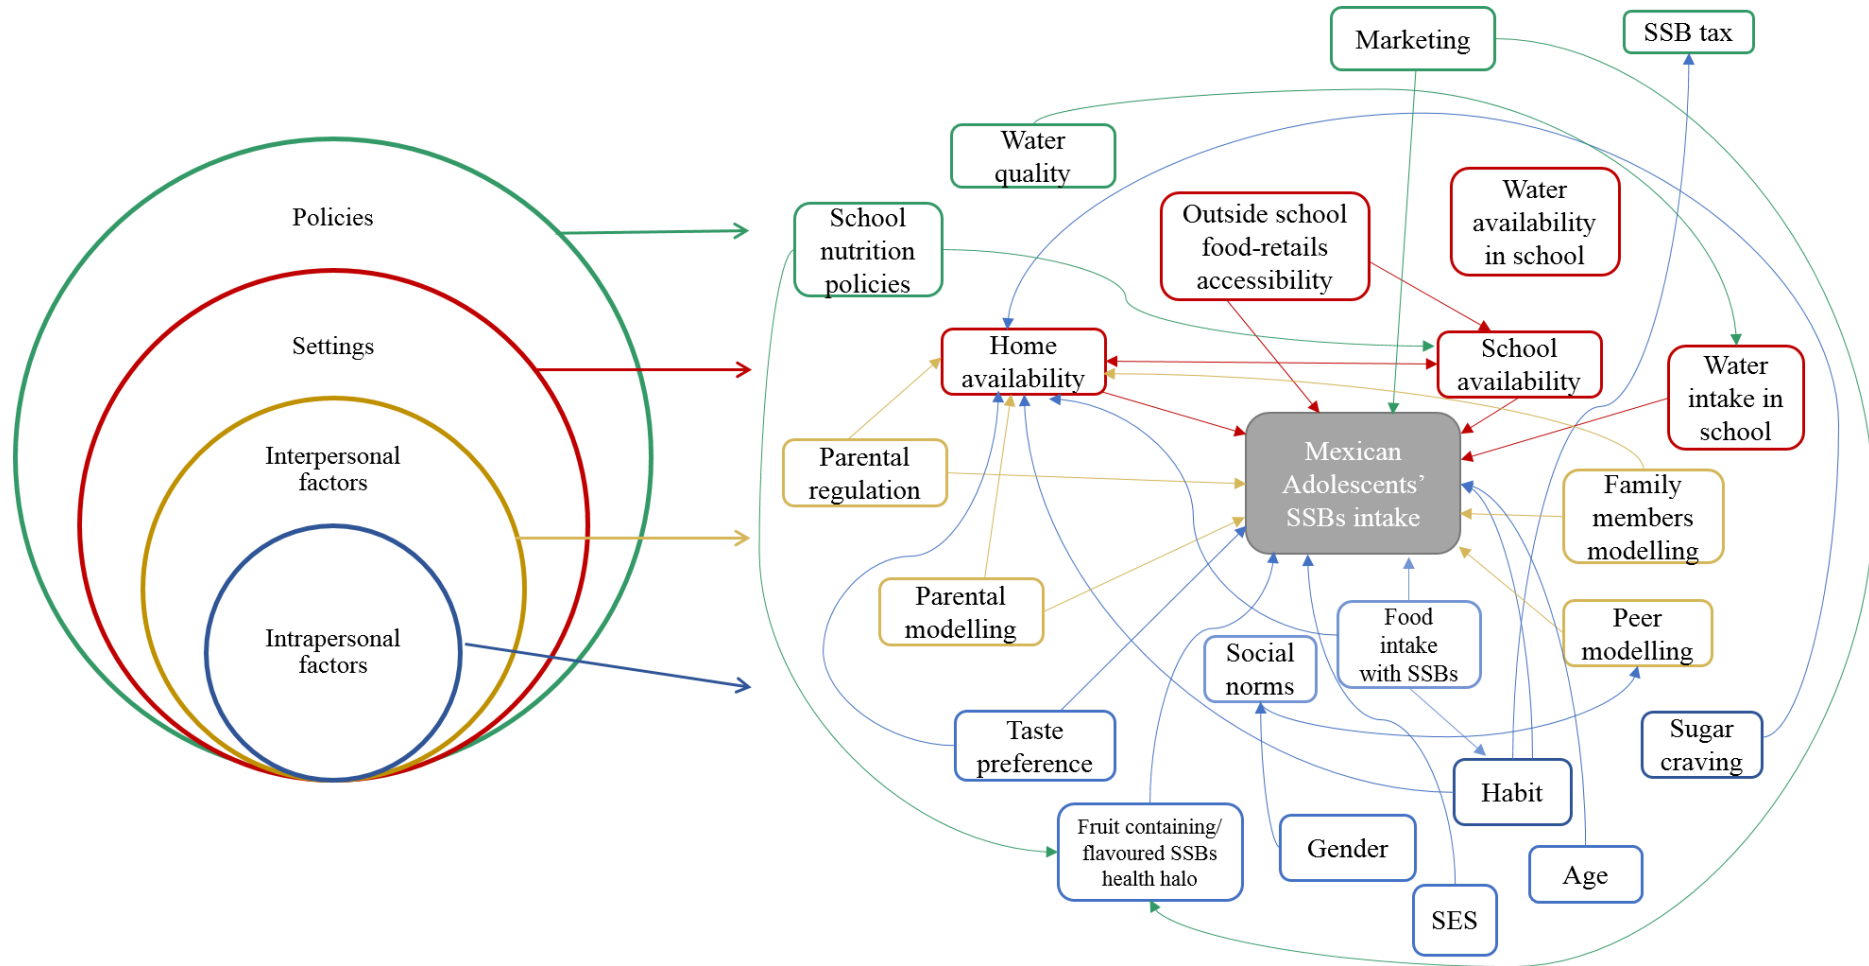 Policies
Settings
Interpersonal
factors
Intrapersonal
factors
Marketing
SSB tax
Water
quality
School
nutrition
policies
Outside school
food-retails
accessibility
Water
availability
in school
Home
availability
School
availability
Water
intake in
school
Parental
regulation
Mexican
Adolescents’
SSBs intake
Family
members
modelling
Parental
modelling
Food
intake
with SSBs
Peer
modelling
Social
norms
Taste
preference
Sugar
craving
Habit
Fruit containing/
flavoured SSBs
health halo
Gender
Age
SES